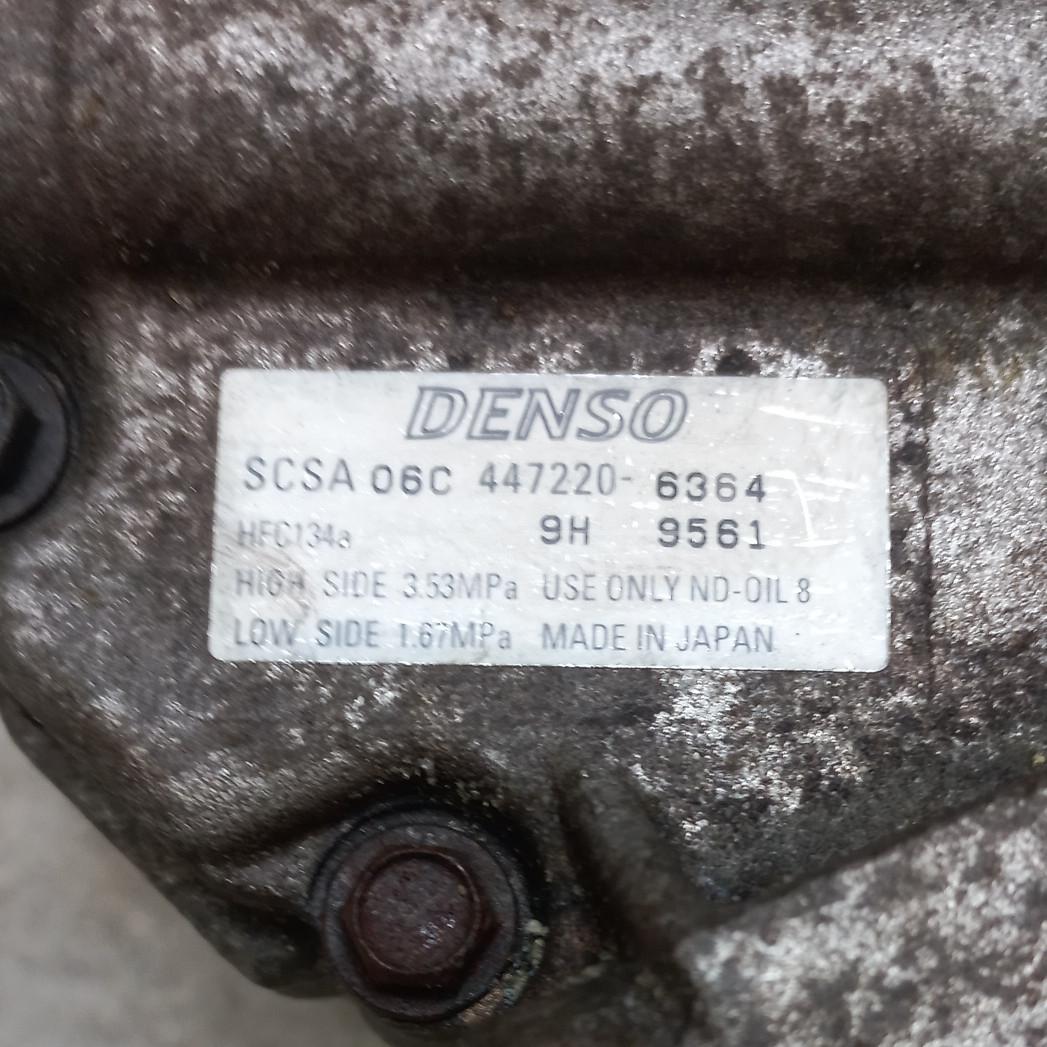 DENSO
SCSA 06C 447220- 6364
HFC134a 9H 9561
HIGH SIDE 3.53MPa USE ONLY ND-OIL 8
LOW SIDE 1.67MPa MADE IN JAPAN